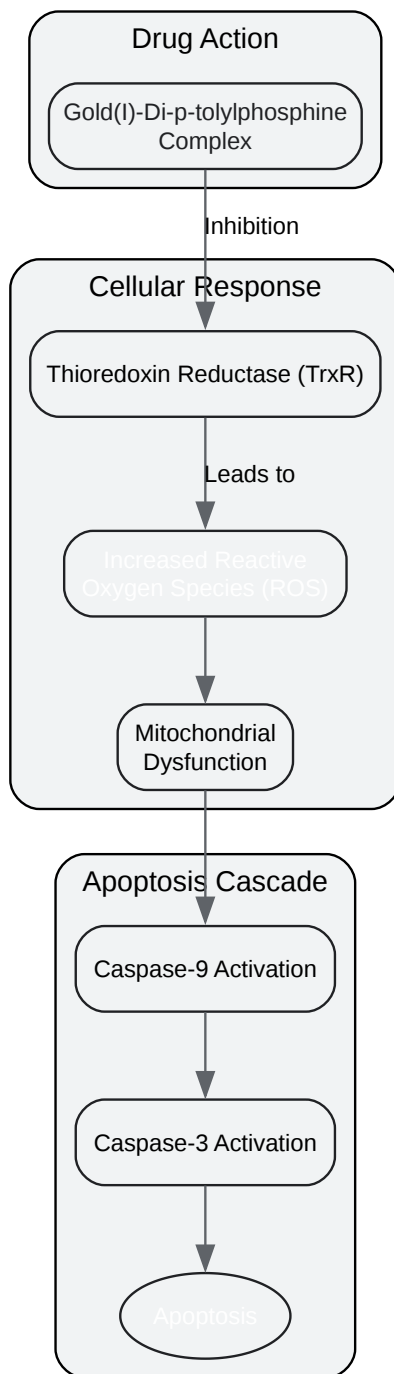 Drug Action
Gold(I)-Di-p-tolylphosphine
Complex
Inhibition
Cellular Response
Thioredoxin Reductase (TrxR)
Leads to
Increased Reactive
Oxygen Species (ROS)
Mitochondrial
Dysfunction
Apoptosis Cascade
Caspase-9 Activation
Caspase-3 Activation
Apoptosis